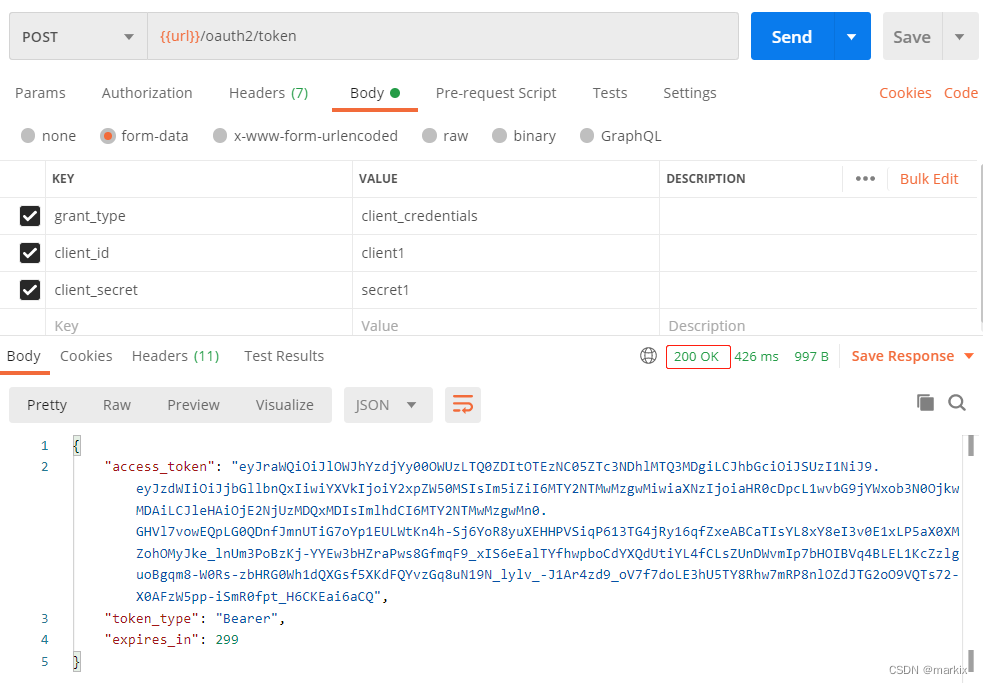 POST {{url}}/oauth2/token Send Save
Params Authorization Headers (7) Body Pre-request Script Tests Settings Cookies Code
none form-data x-www-form-urlencoded raw binary GraphQL
KEY VALUE DESCRIPTION ••• Bulk Edit
grant_type client_credentials
client_id client1
client_secret secret1
Key Value Description
Body Cookies Headers (11) Test Results 200 OK 426 ms 997 B Save Response
Pretty Raw Preview Visualize JSON
1 {
2 "access_token": "eyJraWQiOiJlOWJhYzdjYy00OWUzLTQ0ZDItOTEzNC05ZTc3NDhlMTQ3MDgiLCJhbGciOiJSUzI1NiJ9.
eyJzdWIiOiJjbGllbnQxIiwiYXVkIjoiY2xpZW50MSIsIm5iZiI6MTY2NTMwMzgwMiwiaXNzIjoiaHR0cDpcL1wvbG9jYWxob3N0Ojkw
MDAiLCJleHAiOjE2NjUzMDQxMDIsImlhdCI6MTY2NTMwMzgwMn0.
GHVl7vowEQpLG0QDnfJmnUTiG7oYp1EULWtKn4h-Sj6YoR8yuXEHHPVSiqP613TG4jRy16qfZxeABCaTIsYL8xY8eI3v0E1xLP5aX0XM
ZohOMyJke_lnUm3PoBzKj-YYEw3bHZraPws8GfmqF9_xIS6eEalTYfhwpboCdYXQdUtiYL4fCLsZUnDWvmIp7bHOIBVq4BLEL1KcZzlg
uoBgqm8-W0Rs-zbHRG0Wh1dQXGsf5XKdFQYvzGq8uN19N_lylv_-J1Ar4zd9_oV7f7doLE3hU5TY8Rhw7mRP8nlOZdJTG2oO9VQTs72-
X0AFzW5pp-iSmR0fpt_H6CKEai6aCQ",
3 "token_type": "Bearer",
4 "expires_in": 299
5 }
CSDN @markix